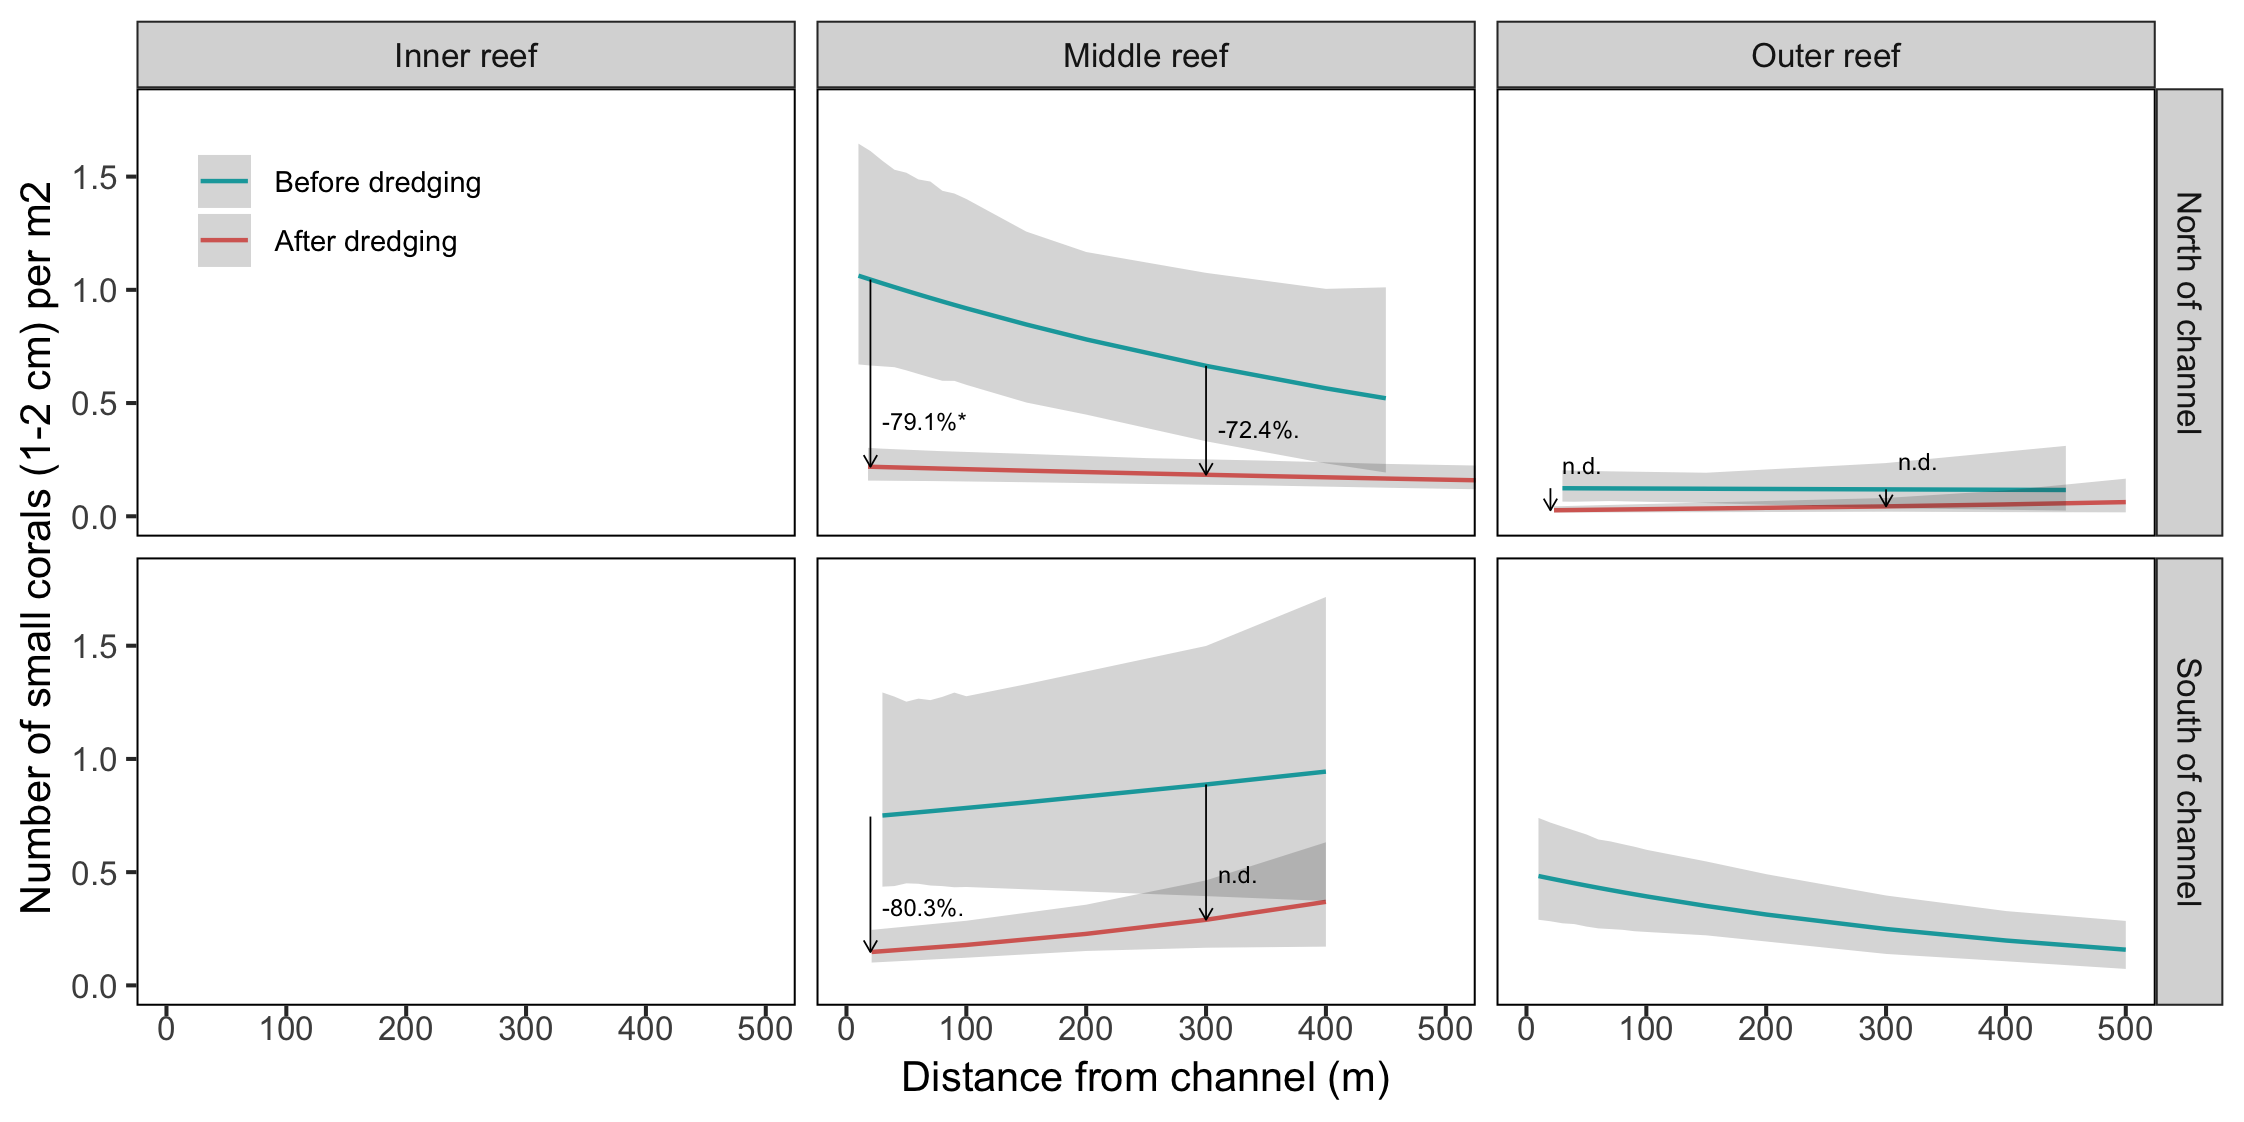 Inner reef
Middle reef
Outer reef
Number of small corals (1-2 cm) per m2
1.5
1.0
0.5
0.0
Before dredging
After dredging
-79.1%*
-72.4%.
n.d.
n.d.
North of channel
1.5
1.0
0.5
0.0
-80.3%.
n.d.
South of channel
0 100 200 300 400 500
0 100 200 300 400 500
0 100 200 300 400 500
Distance from channel (m)